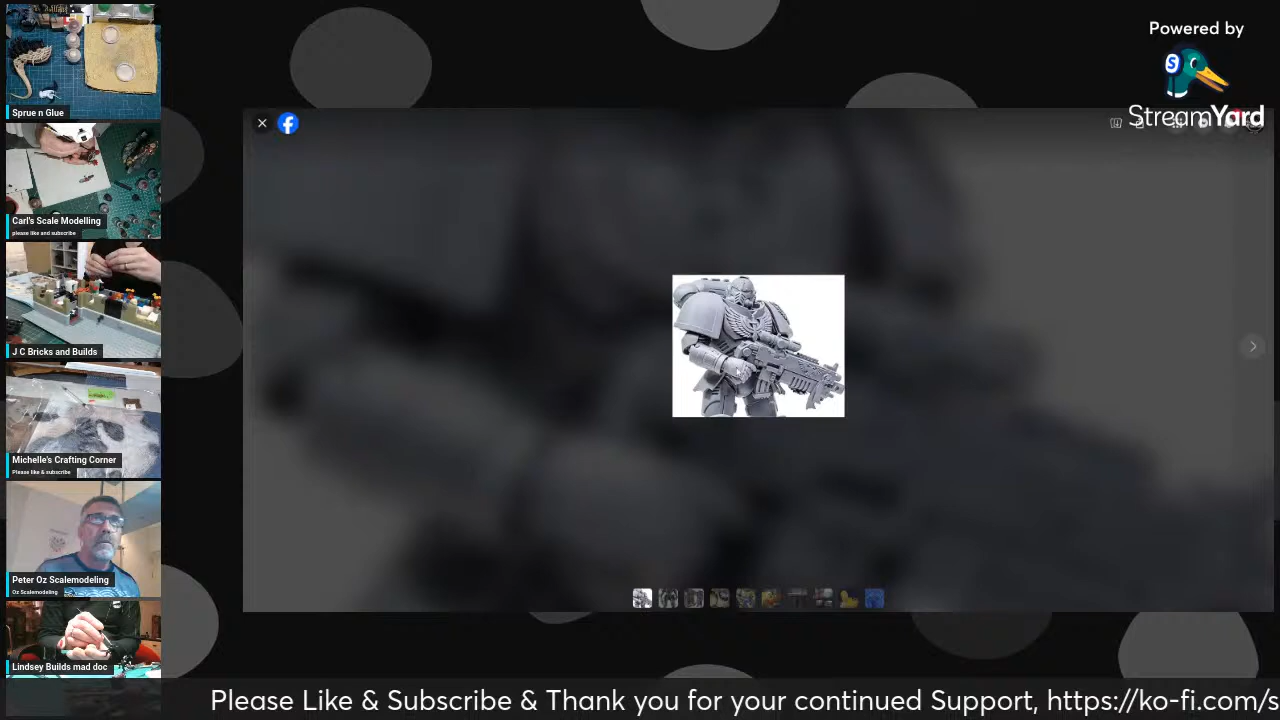 Sprue n Glue
Carl's Scale Modelling
please like and subscribe
J C Bricks and Builds
Michelle's Crafting Corner
Please like & subscribe
Peter Oz Scalemodeling
Oz Scalemodeling
Lindsey Builds mad doc
Powered by
StreamYard
Please Like & Subscribe & Thank you for your continued Support, https://ko-fi.com/s